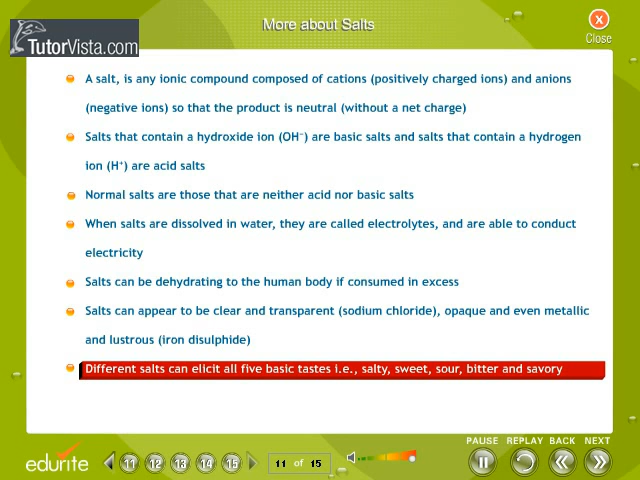 More about Salts
X
Close
TutorVista.com
A salt, is any ionic compound composed of cations (positively charged ions) and anions
(negative ions) so that the product is neutral (without a net charge)
Salts that contain a hydroxide ion (OH⁻) are basic salts and salts that contain a hydrogen
ion (H⁺) are acid salts
Normal salts are those that are neither acid nor basic salts
When salts are dissolved in water, they are called electrolytes, and are able to conduct
electricity
Salts can be dehydrating to the human body if consumed in excess
Salts can appear to be clear and transparent (sodium chloride), opaque and even metallic
and lustrous (iron disulphide)
Different salts can elicit all five basic tastes i.e., salty, sweet, sour, bitter and savory
PAUSE REPLAY BACK NEXT
edurite
11 12 13 14 15
11 of 15